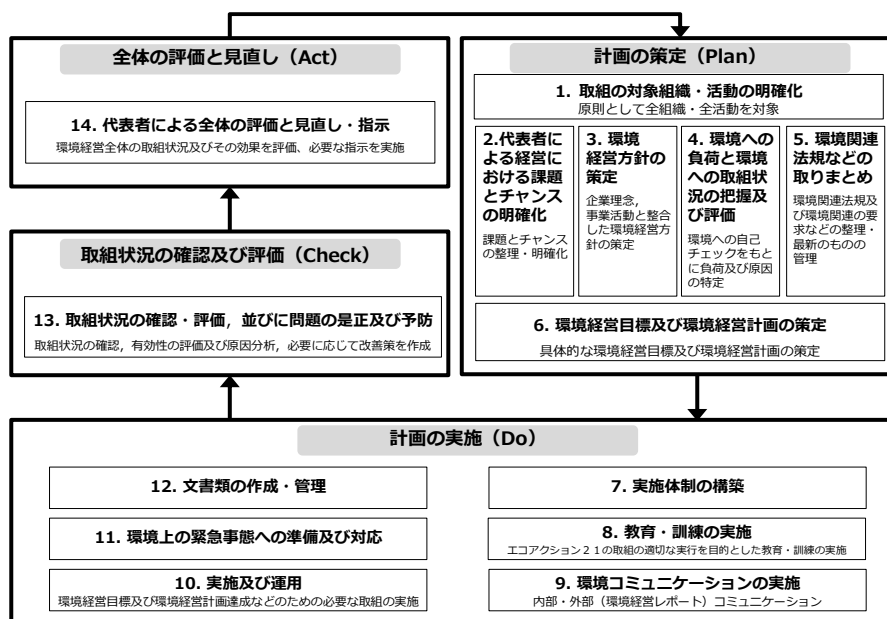 全体の評価と見直し（Act）
14. 代表者による全体の評価と見直し・指示
環境経営全体の取組状況及びその効果を評価、必要な指示を実施
計画の策定（Plan）
1. 取組の対象組織・活動の明確化
原則として全組織・全活動を対象
2.代表者に
よる経営に
おける課題
とチャンス
の明確化
課題とチャンス
の整理・明確化
3. 環境
経営方針の
策定
企業理念，
事業活動と整合
した環境経営方
針の策定
4. 環境への
負荷と環境
への取組状
況の把握及
び評価
環境への自己
チェックをもと
に負荷及び原因
の特定
5. 環境関連
法規などの
取りまとめ
環境関連法規及
び環境関連の要
求などの整理・
最新のものの
管理
6. 環境経営目標及び環境経営計画の策定
具体的な環境経営目標及び環境経営計画の策定
取組状況の確認及び評価（Check）
13. 取組状況の確認・評価，並びに問題の是正及び予防
取組状況の確認，有効性の評価及び原因分析，必要に応じて改善策を作成
計画の実施（Do）
12. 文書類の作成・管理
11. 環境上の緊急事態への準備及び対応
10. 実施及び運用
環境経営目標及び環境経営計画達成などのための必要な取組の実施
7. 実施体制の構築
8. 教育・訓練の実施
エコアクション２１の取組の適切な実行を目的とした教育・訓練の実施
9. 環境コミュニケーションの実施
内部・外部（環境経営レポート）コミュニケーション